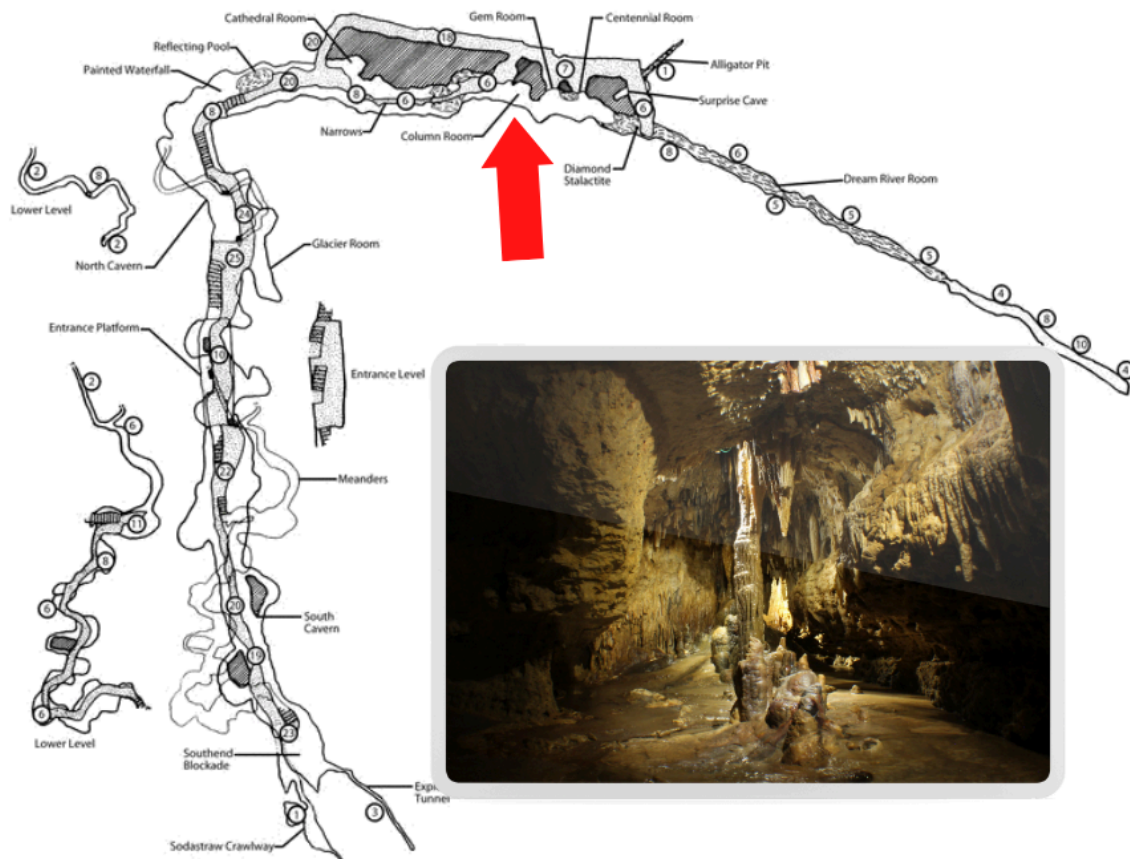 Cathedral Room
Gem Room
Centennial Room
Reflecting Pool
20
18
Painted Waterfall
7
1
Alligator Pit
20
6
8
6
6
Surprise Cave
8
Narrows
Column Room
8
6
2
8
Diamond
Stalactite
Dream River Room
5
Lower Level
24
5
2
North Cavern
25
Glacier Room
5
4
Entrance Platform
8
10
10
Entrance Level
2
4
6
22
Meanders
11
8
6
20
South
Cavern
19
6
Lower Level
23
Southend
Blockade
Tunnel
1
3
Sodastraw Crawlway